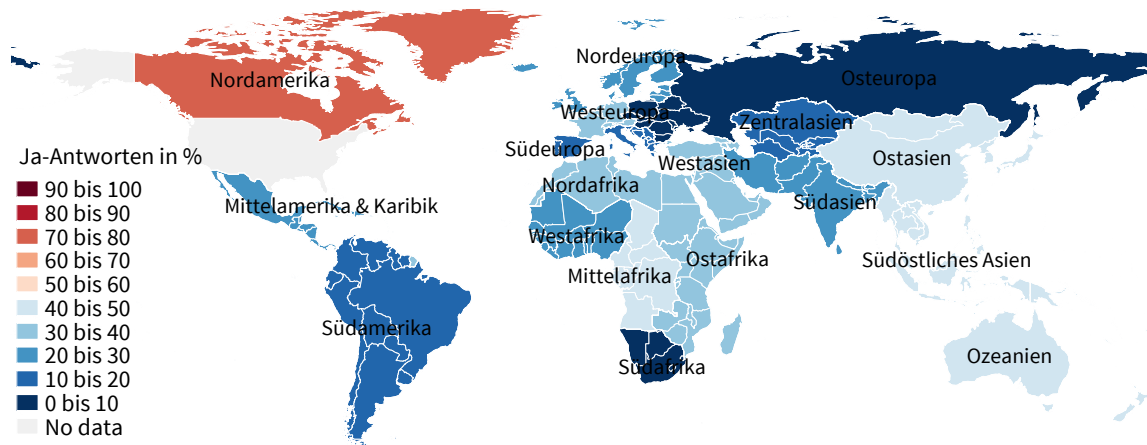 Nordamerika
Nordeuropa
Osteuropa
Westeuropa
Zentralasien
Südeuropa
Ostasien
Westasien
Nordafrika
Südasien
Mittelamerika & Karibik
Westafrika
Ostafrika
Südöstliches Asien
Mittelafrika
Südamerika
Ozeanien
Südafrika
Ja-Antworten in %
90 bis 100
80 bis 90
70 bis 80
60 bis 70
50 bis 60
40 bis 50
30 bis 40
20 bis 30
10 bis 20
0 bis 10
No data